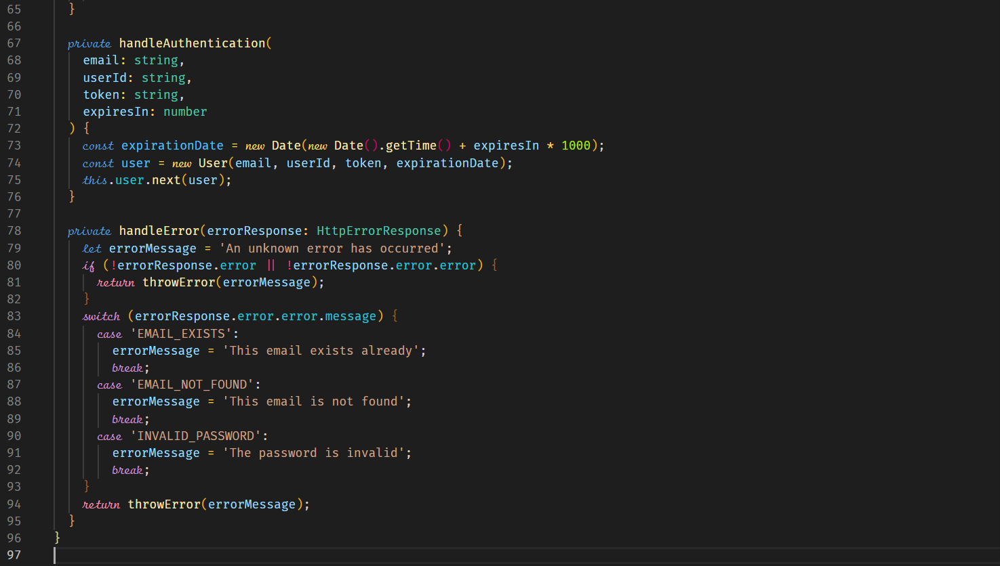 65 }
66
67 private handleAuthentication(
68 email: string,
69 userId: string,
70 token: string,
71 expiresIn: number
72 ) {
73 const expirationDate = new Date(new Date().getTime() + expiresIn * 1000);
74 const user = new User(email, userId, token, expirationDate);
75 this.user.next(user);
76 }
77
78 private handleError(errorResponse: HttpErrorResponse) {
79 let errorMessage = 'An unknown error has occurred';
80 if (!errorResponse.error || !errorResponse.error.error) {
81 return throwError(errorMessage);
82 }
83 switch (errorResponse.error.error.message) {
84 case 'EMAIL_EXISTS':
85 errorMessage = 'This email exists already';
86 break;
87 case 'EMAIL_NOT_FOUND':
88 errorMessage = 'This email is not found';
89 break;
90 case 'INVALID_PASSWORD':
91 errorMessage = 'The password is invalid';
92 break;
93 }
94 return throwError(errorMessage);
95 }
96 }
97